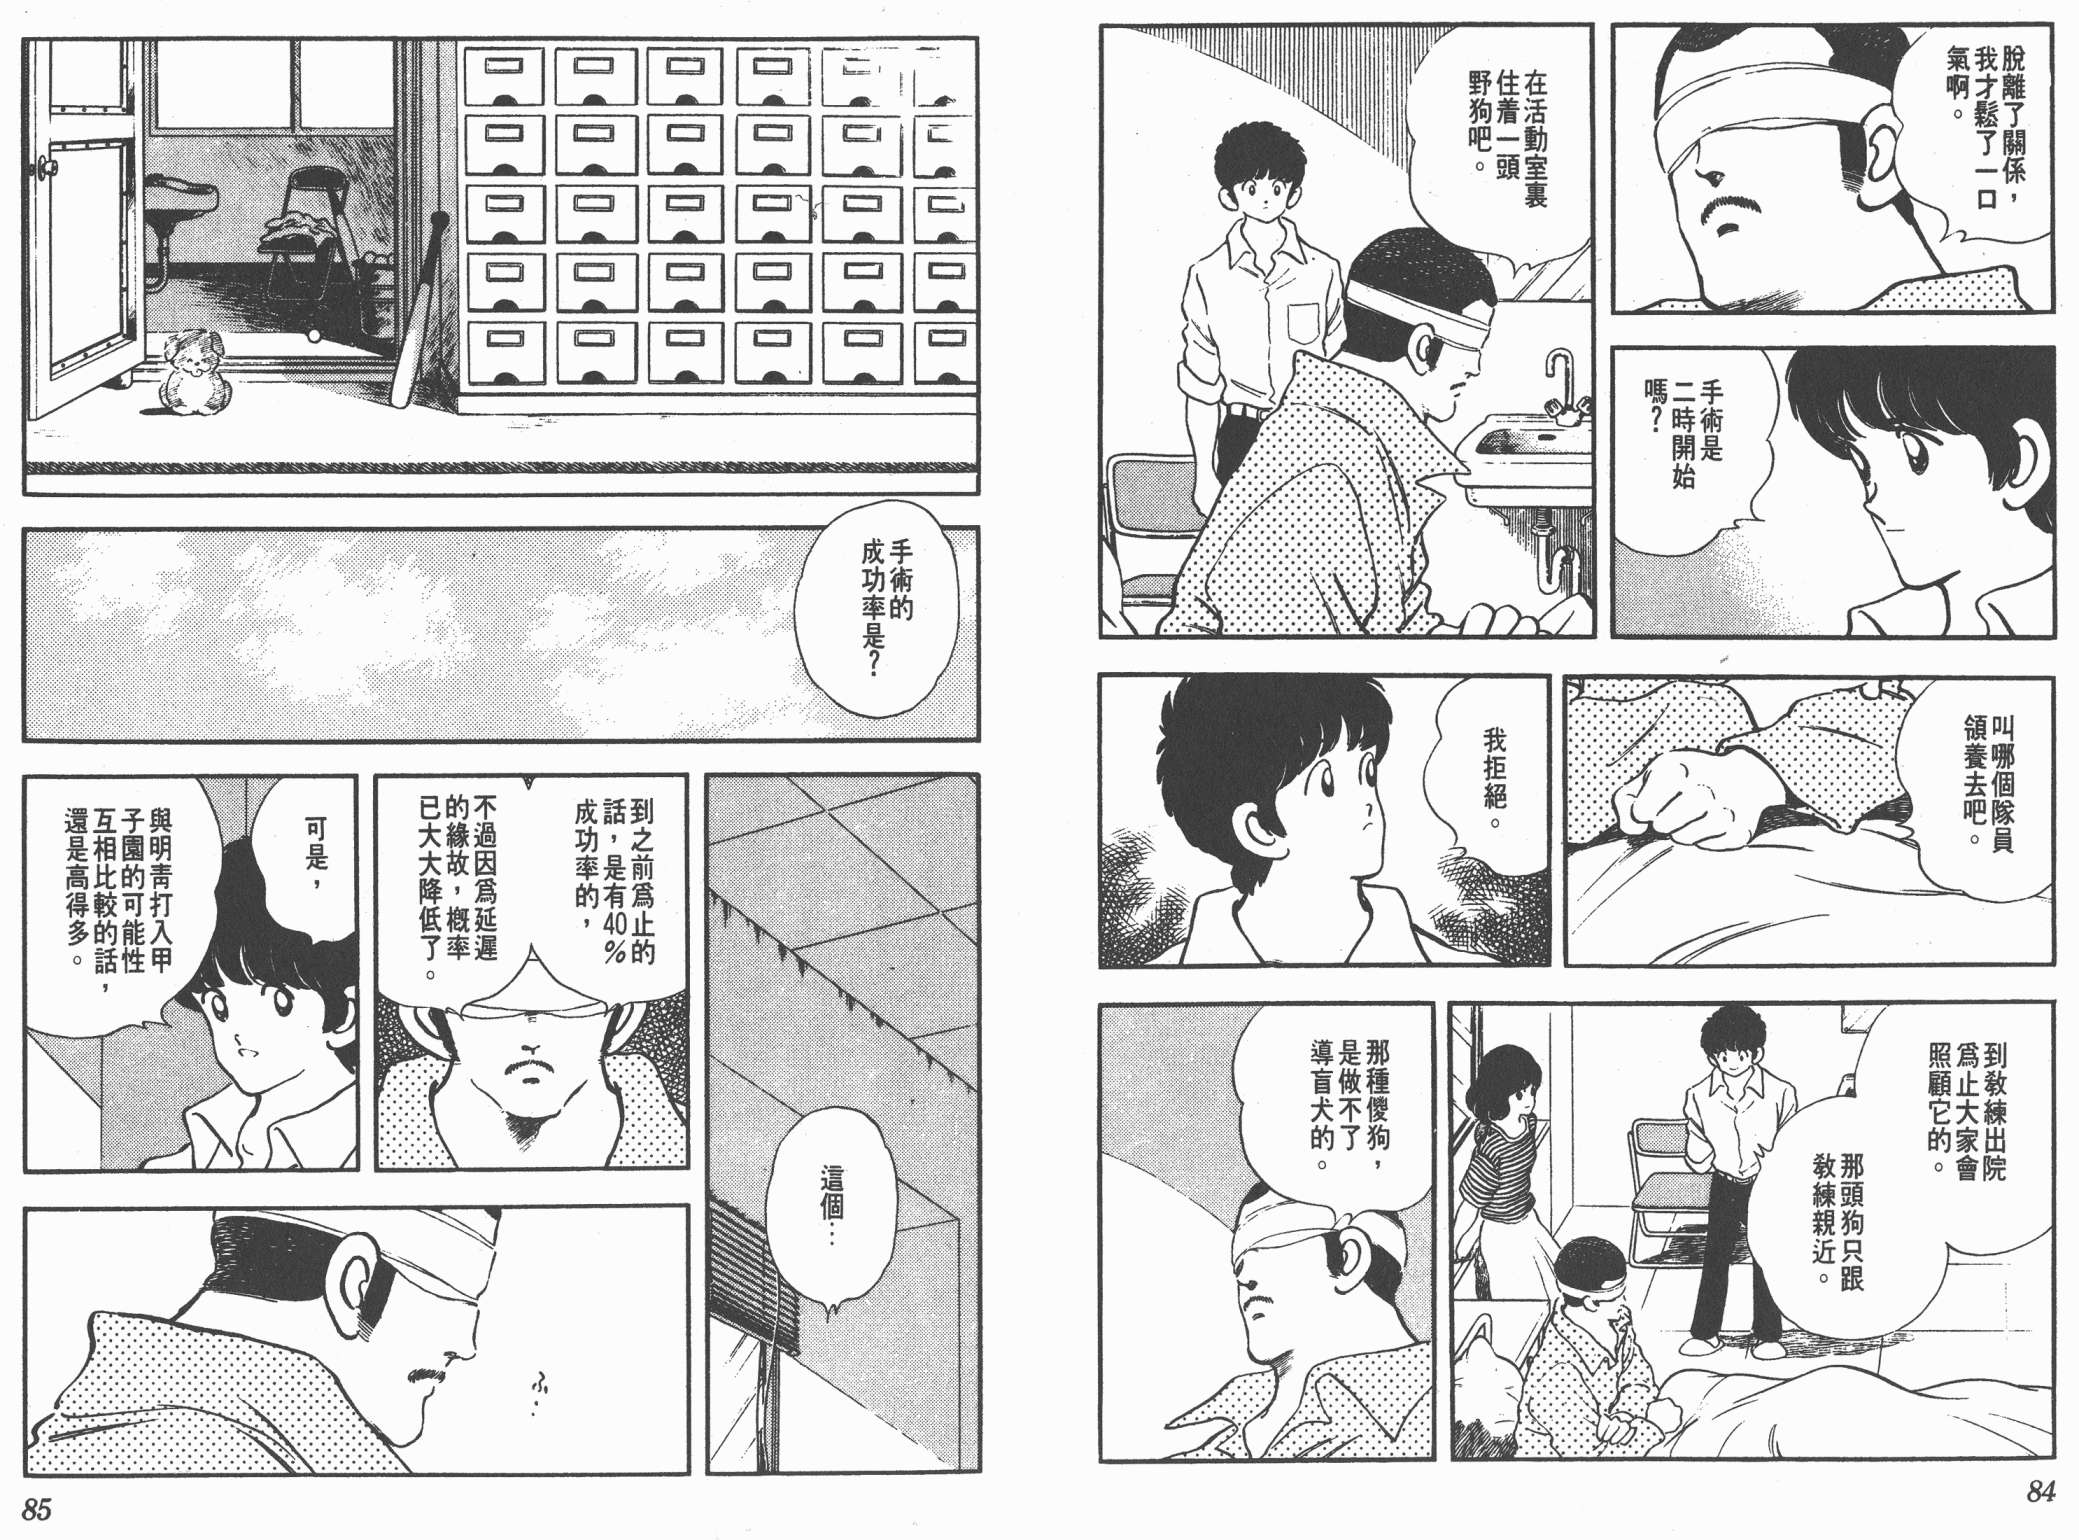 脫離了關係，
我才鬆了一口
氣啊。
手術是
二時開始
嗎？
在活動室裏
住着一頭
野狗吧。
叫哪個隊員
領養去吧。
我拒絕。
到教練出院
爲止大家會
照顧它的。
那頭狗只跟
教練親近。
那種儍狗，
是做不了
導盲犬的。
84
手術的
成功率是？
這個…
到之前爲止的
話，是有40%
成功率的，
不過因爲延遲
的緣故，概率
已大大降低了。
可是，
與明靑打入甲
子園的可能性
互相比較的話，
還是高得多。
ふ…
85